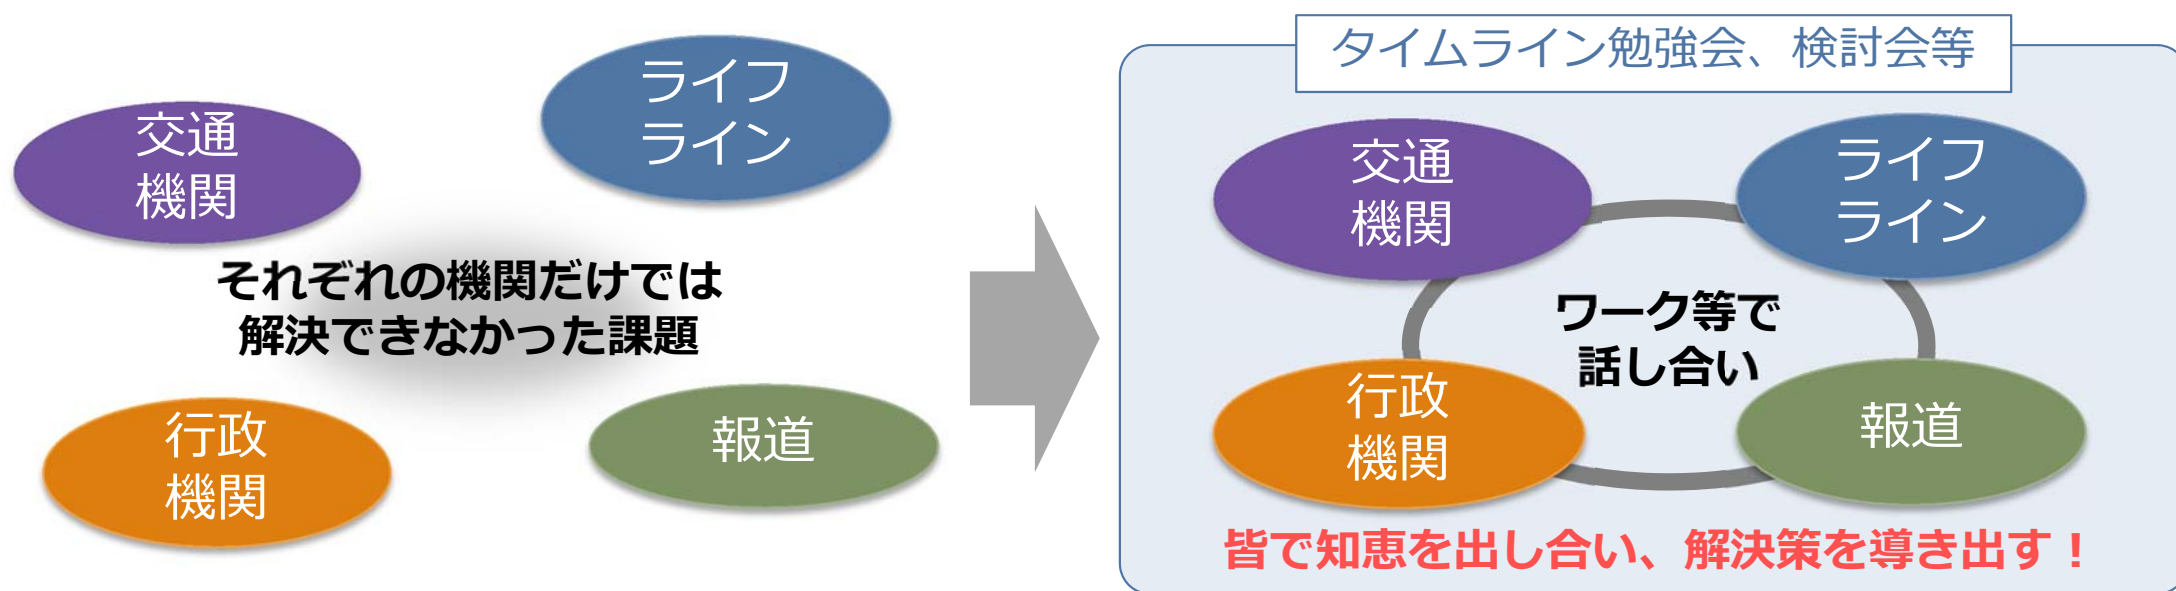 交通
機関
ライフ
ライン
それぞれの機関だけでは
解決できなかった課題
行政
機関
報道
タイムライン勉強会、検討会等
交通
機関
ライフ
ライン
ワーク等で
話し合い
行政
機関
報道
皆で知恵を出し合い、解決策を導き出す！